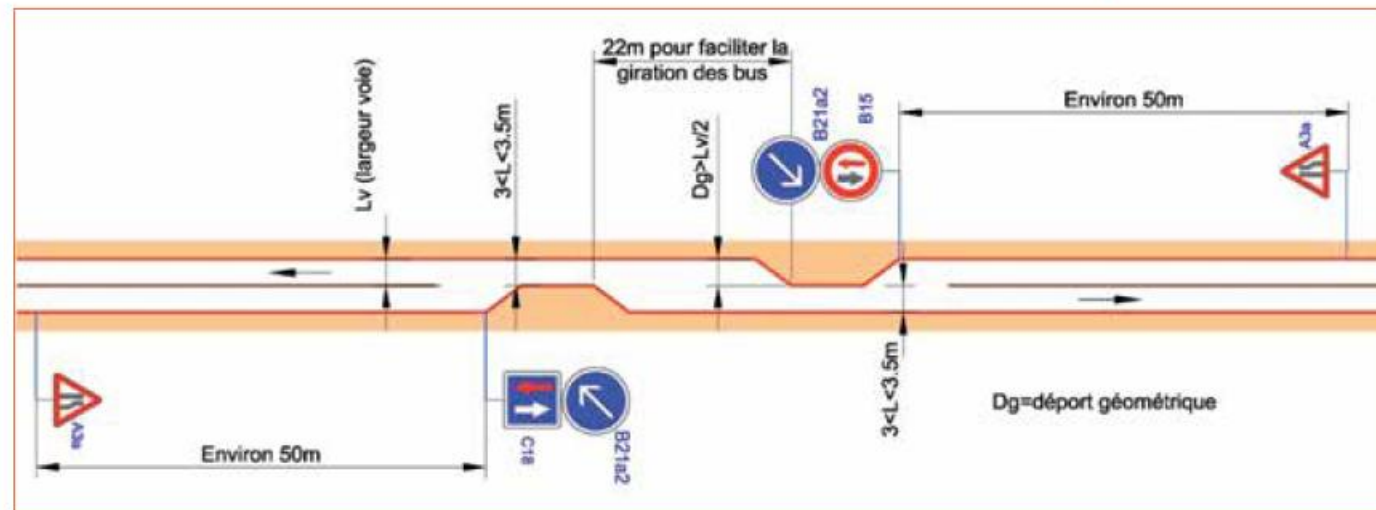 22m pour faciliter la
giration des bus
Lv (largeur voie)
3<L<3.5m
Dg>Lv/2
B21a2
B15
Environ 50m
A3a
A3a
Environ 50m
C18
B21a2
3<L<3.5m
Dg=déport géométrique